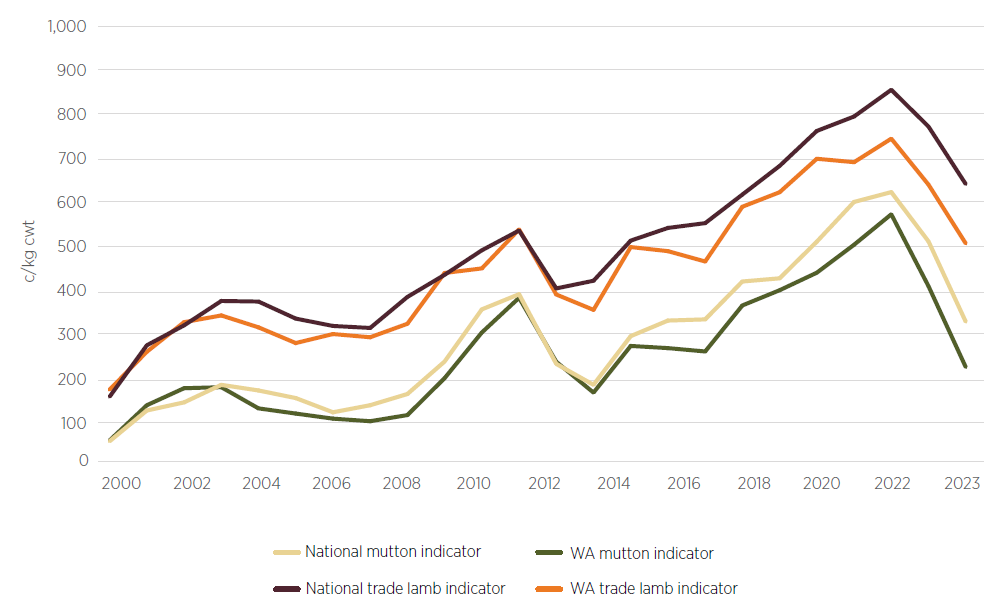 1,000
900
800
700
600
500
400
300
200
100
0
c/kg cwt
2000 2002 2004 2006 2008 2010 2012 2014 2016 2018 2020 2022 2023
National mutton indicator WA mutton indicator
National trade lamb indicator WA trade lamb indicator